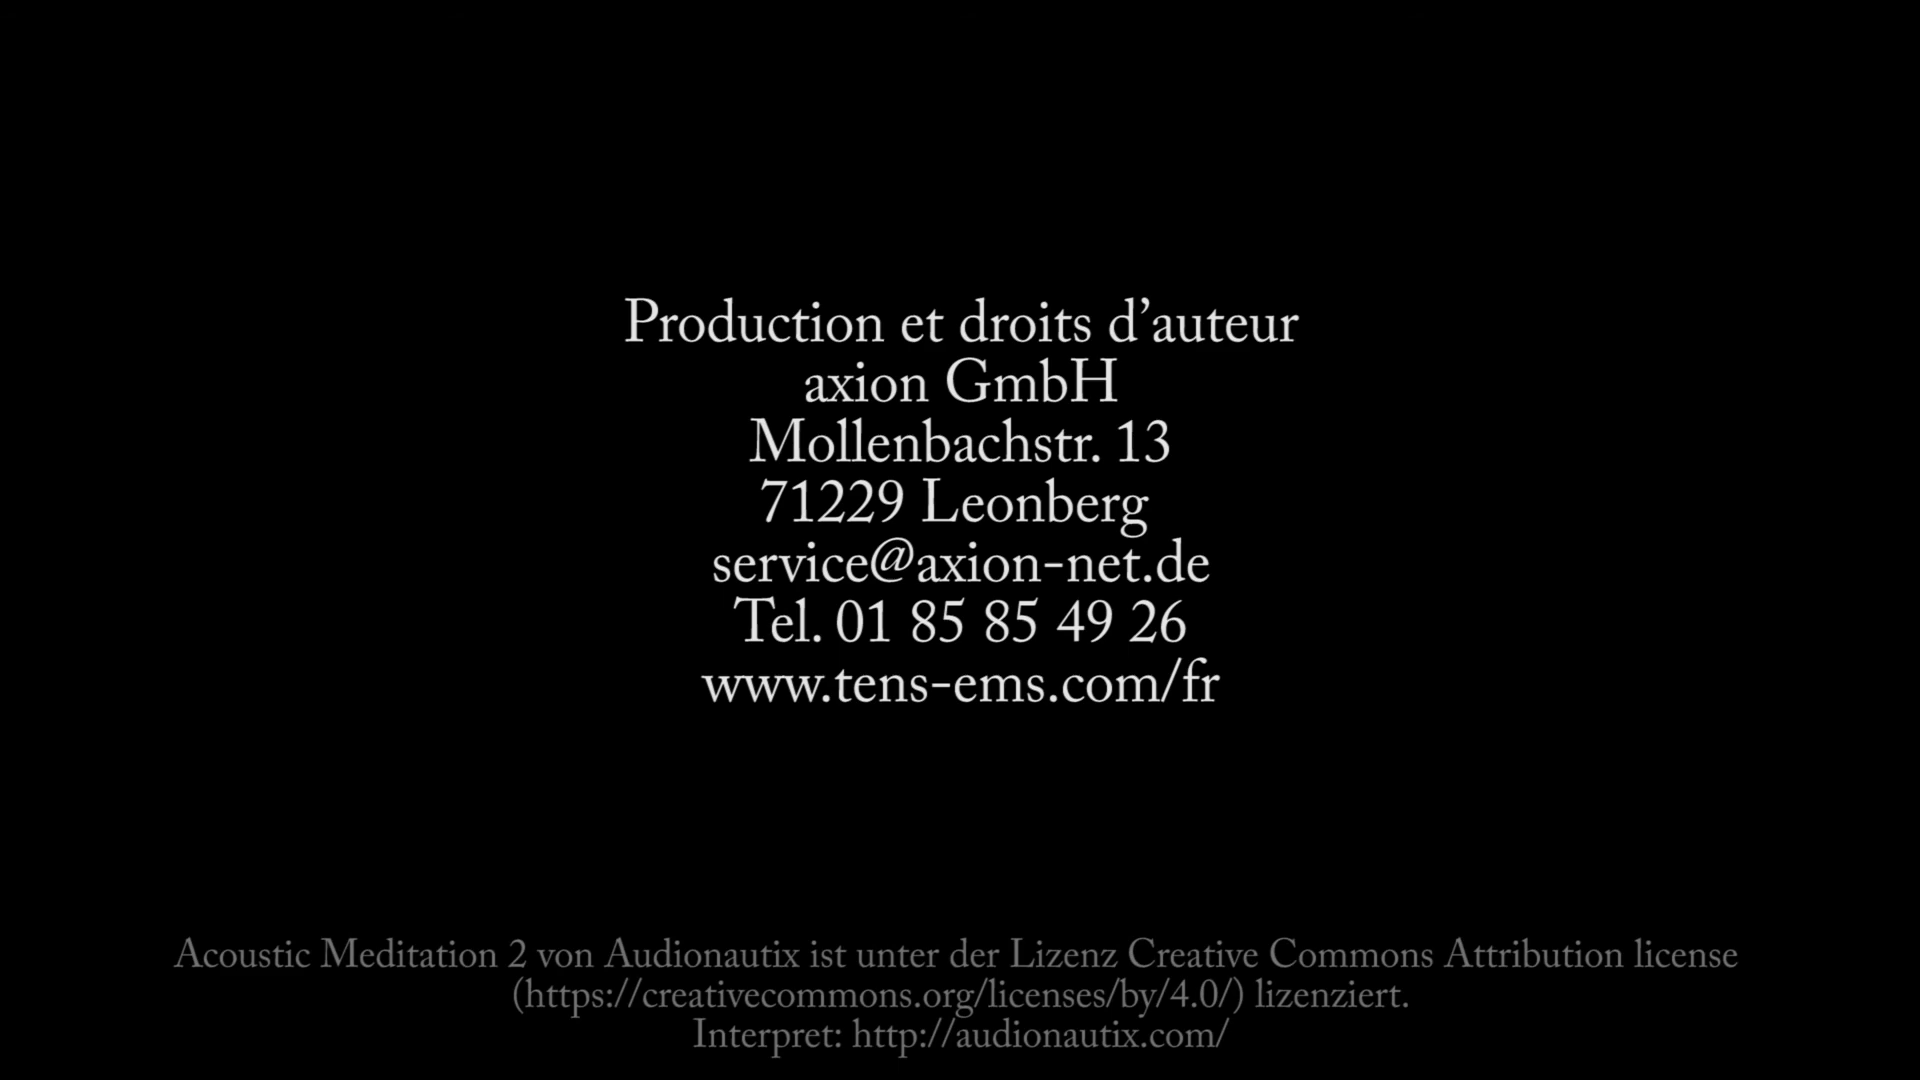 Production et droits d’auteur
axion GmbH
Mollenbachstr. 13
71229 Leonberg
service@axion-net.de
Tel. 01 85 85 49 26
www.tens-ems.com/fr
Acoustic Meditation 2 von Audionautix ist unter der Lizenz Creative Commons Attribution license
(https://creativecommons.org/licenses/by/4.0/) lizenziert.
Interpret: http://audionautix.com/